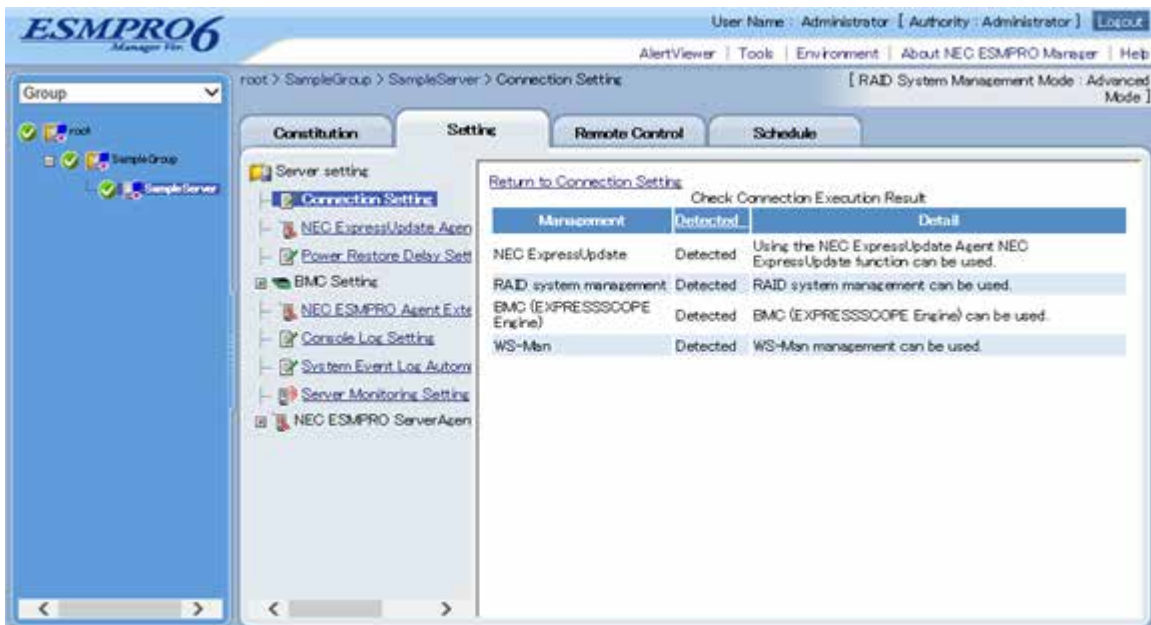 ESMPRO6
Manager Ver.
User Name : Administrator [ Authority : Administrator ] Logout
AlertViewer | Tools | Environment | About NEC ESMPRO Manager | Help
Group
root > SampleGroup > SampleServer > Connection Setting
[ RAID System Management Mode : Advanced
Mode ]
root
SampleGroup
SampleServer
Constitution Setting Remote Control Schedule
Server setting
Connection Setting
NEC ExpressUpdate Agen
Power Restore Delay Sett
BMC Setting
NEC ESMPRO Agent Exte
Console Log Setting
System Event Log Autom
Server Monitoring Setting
NEC ESMPRO ServerAgen
Return to Connection Setting
Check Connection Execution Result
Management Detected Detail
NEC ExpressUpdate Detected Using the NEC ExpressUpdate Agent NEC
ExpressUpdate function can be used.
RAID system management Detected RAID system management can be used.
BMC (EXPRESSSCOPE
Engine) Detected BMC (EXPRESSSCOPE Engine) can be used.
WS-Man Detected WS-Man management can be used.